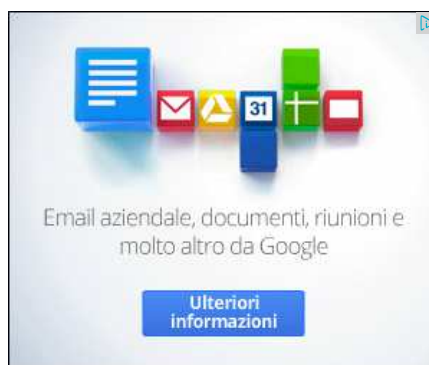 31
Email aziendale, documenti, riunioni e
molto altro da Google
Ulteriori
informazioni